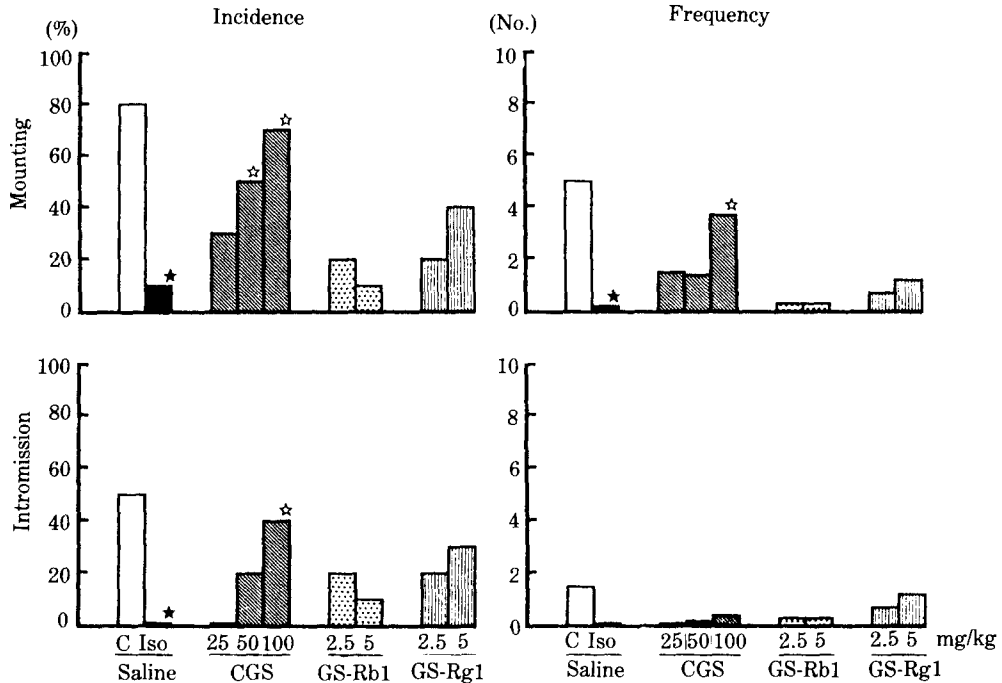 Incidence
Frequency
(%)
(No.)
Mounting
100
80
60
40
20
0
☆
☆
★
10
8
6
4
2
0
☆
★
Intromission
100
80
60
40
20
0
☆
★
10
8
6
4
2
0
C Iso
25 50 100
2.5 5
2.5 5
C Iso
25 50 100
2.5 5
2.5 5
mg/kg
Saline
CGS
GS-Rb1
GS-Rg1
Saline
CGS
GS-Rb1
GS-Rg1